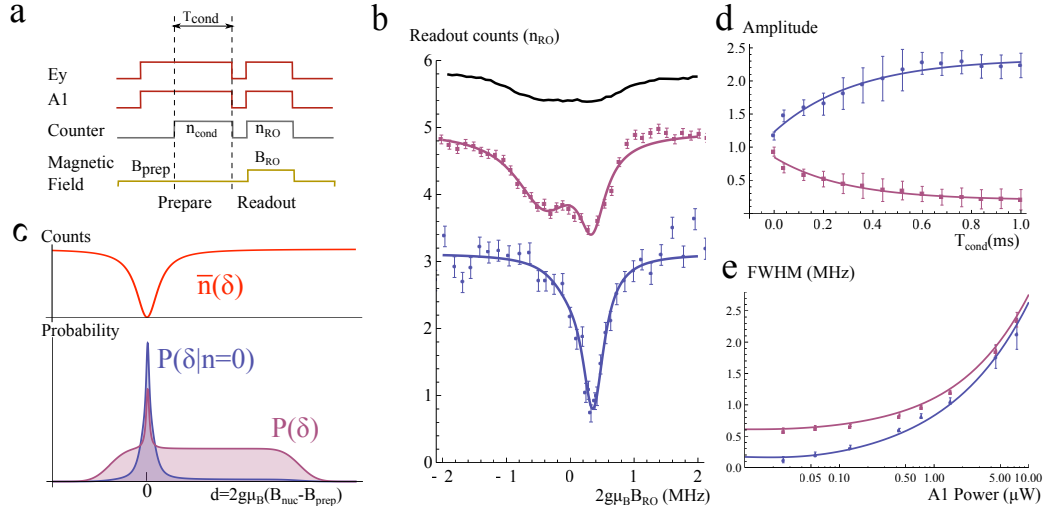 a
T_cond
Ey
A1
Counter
n_cond
n_RO
Magnetic
Field
B_prep
B_RO
Prepare
Readout
b
Readout counts (n_RO)
6
5
4
3
2
1
0
- 2
- 1
0
1
2
2gμ_B B_RO (MHz)
c
Counts
n̅(δ)
Probability
P(δ|n=0)
P(δ)
0
d=2gμ_B(B_nuc-B_prep)
d
Amplitude
2.5
2.0
1.5
1.0
0.5
0.0
0.2
0.4
0.6
0.8
1.0
T_cond(ms)
e
FWHM (MHz)
2.5
2.0
1.5
1.0
0.5
0.0
0.05
0.10
0.50
1.00
5.00
10.00
A1 Power (μW)